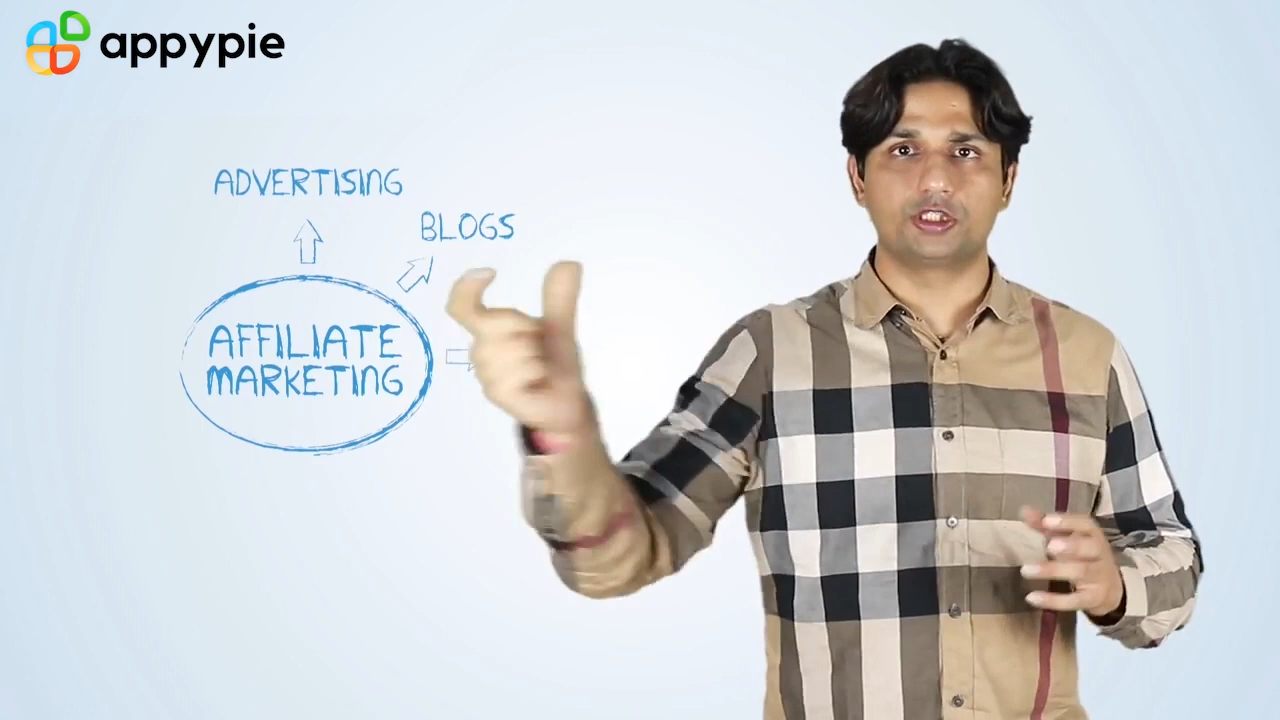 appypie
ADVERTISING
BLOGS
AFFILIATE
MARKETING